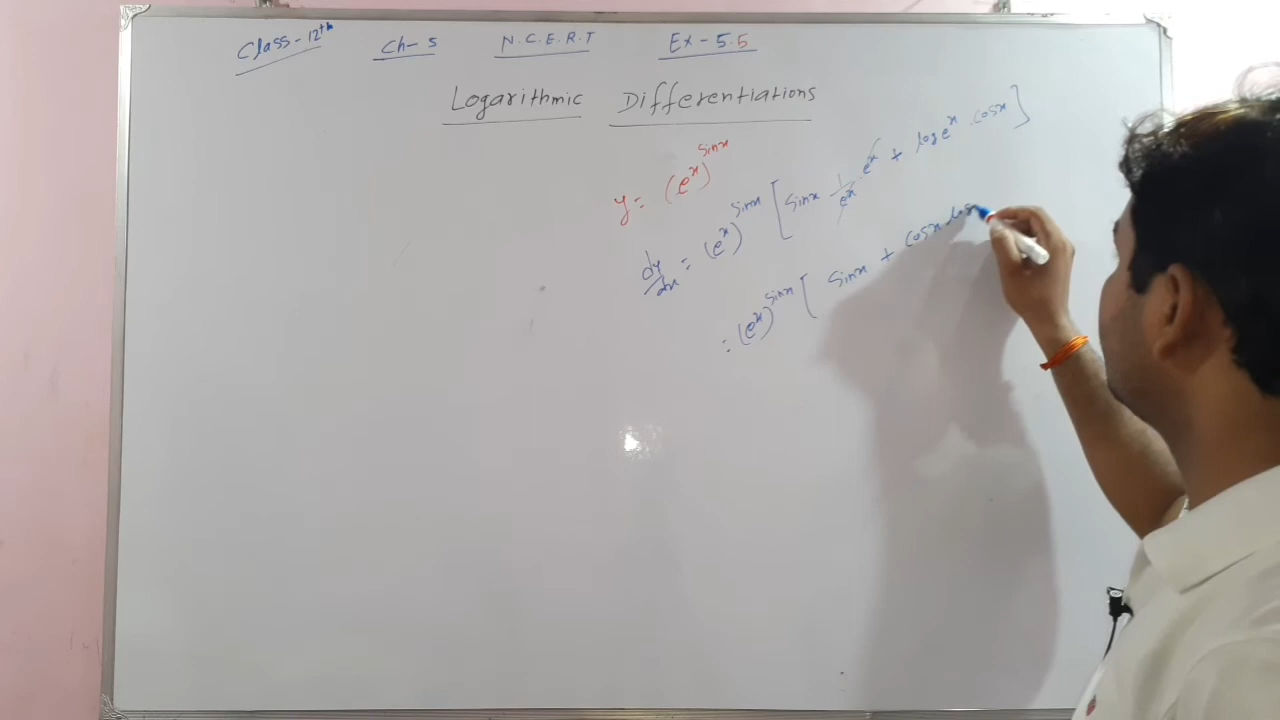 Class-12th Ch-5 N.C.E.R.T Ex-5.5
Logarithmic Differentiations
y = (e^x)^sinx
dy/dx = (e^x)^sinx [ sinx 1/e^x . e^x + log e^x . cosx ]
= (e^x)^sinx [ sinx + cosx log